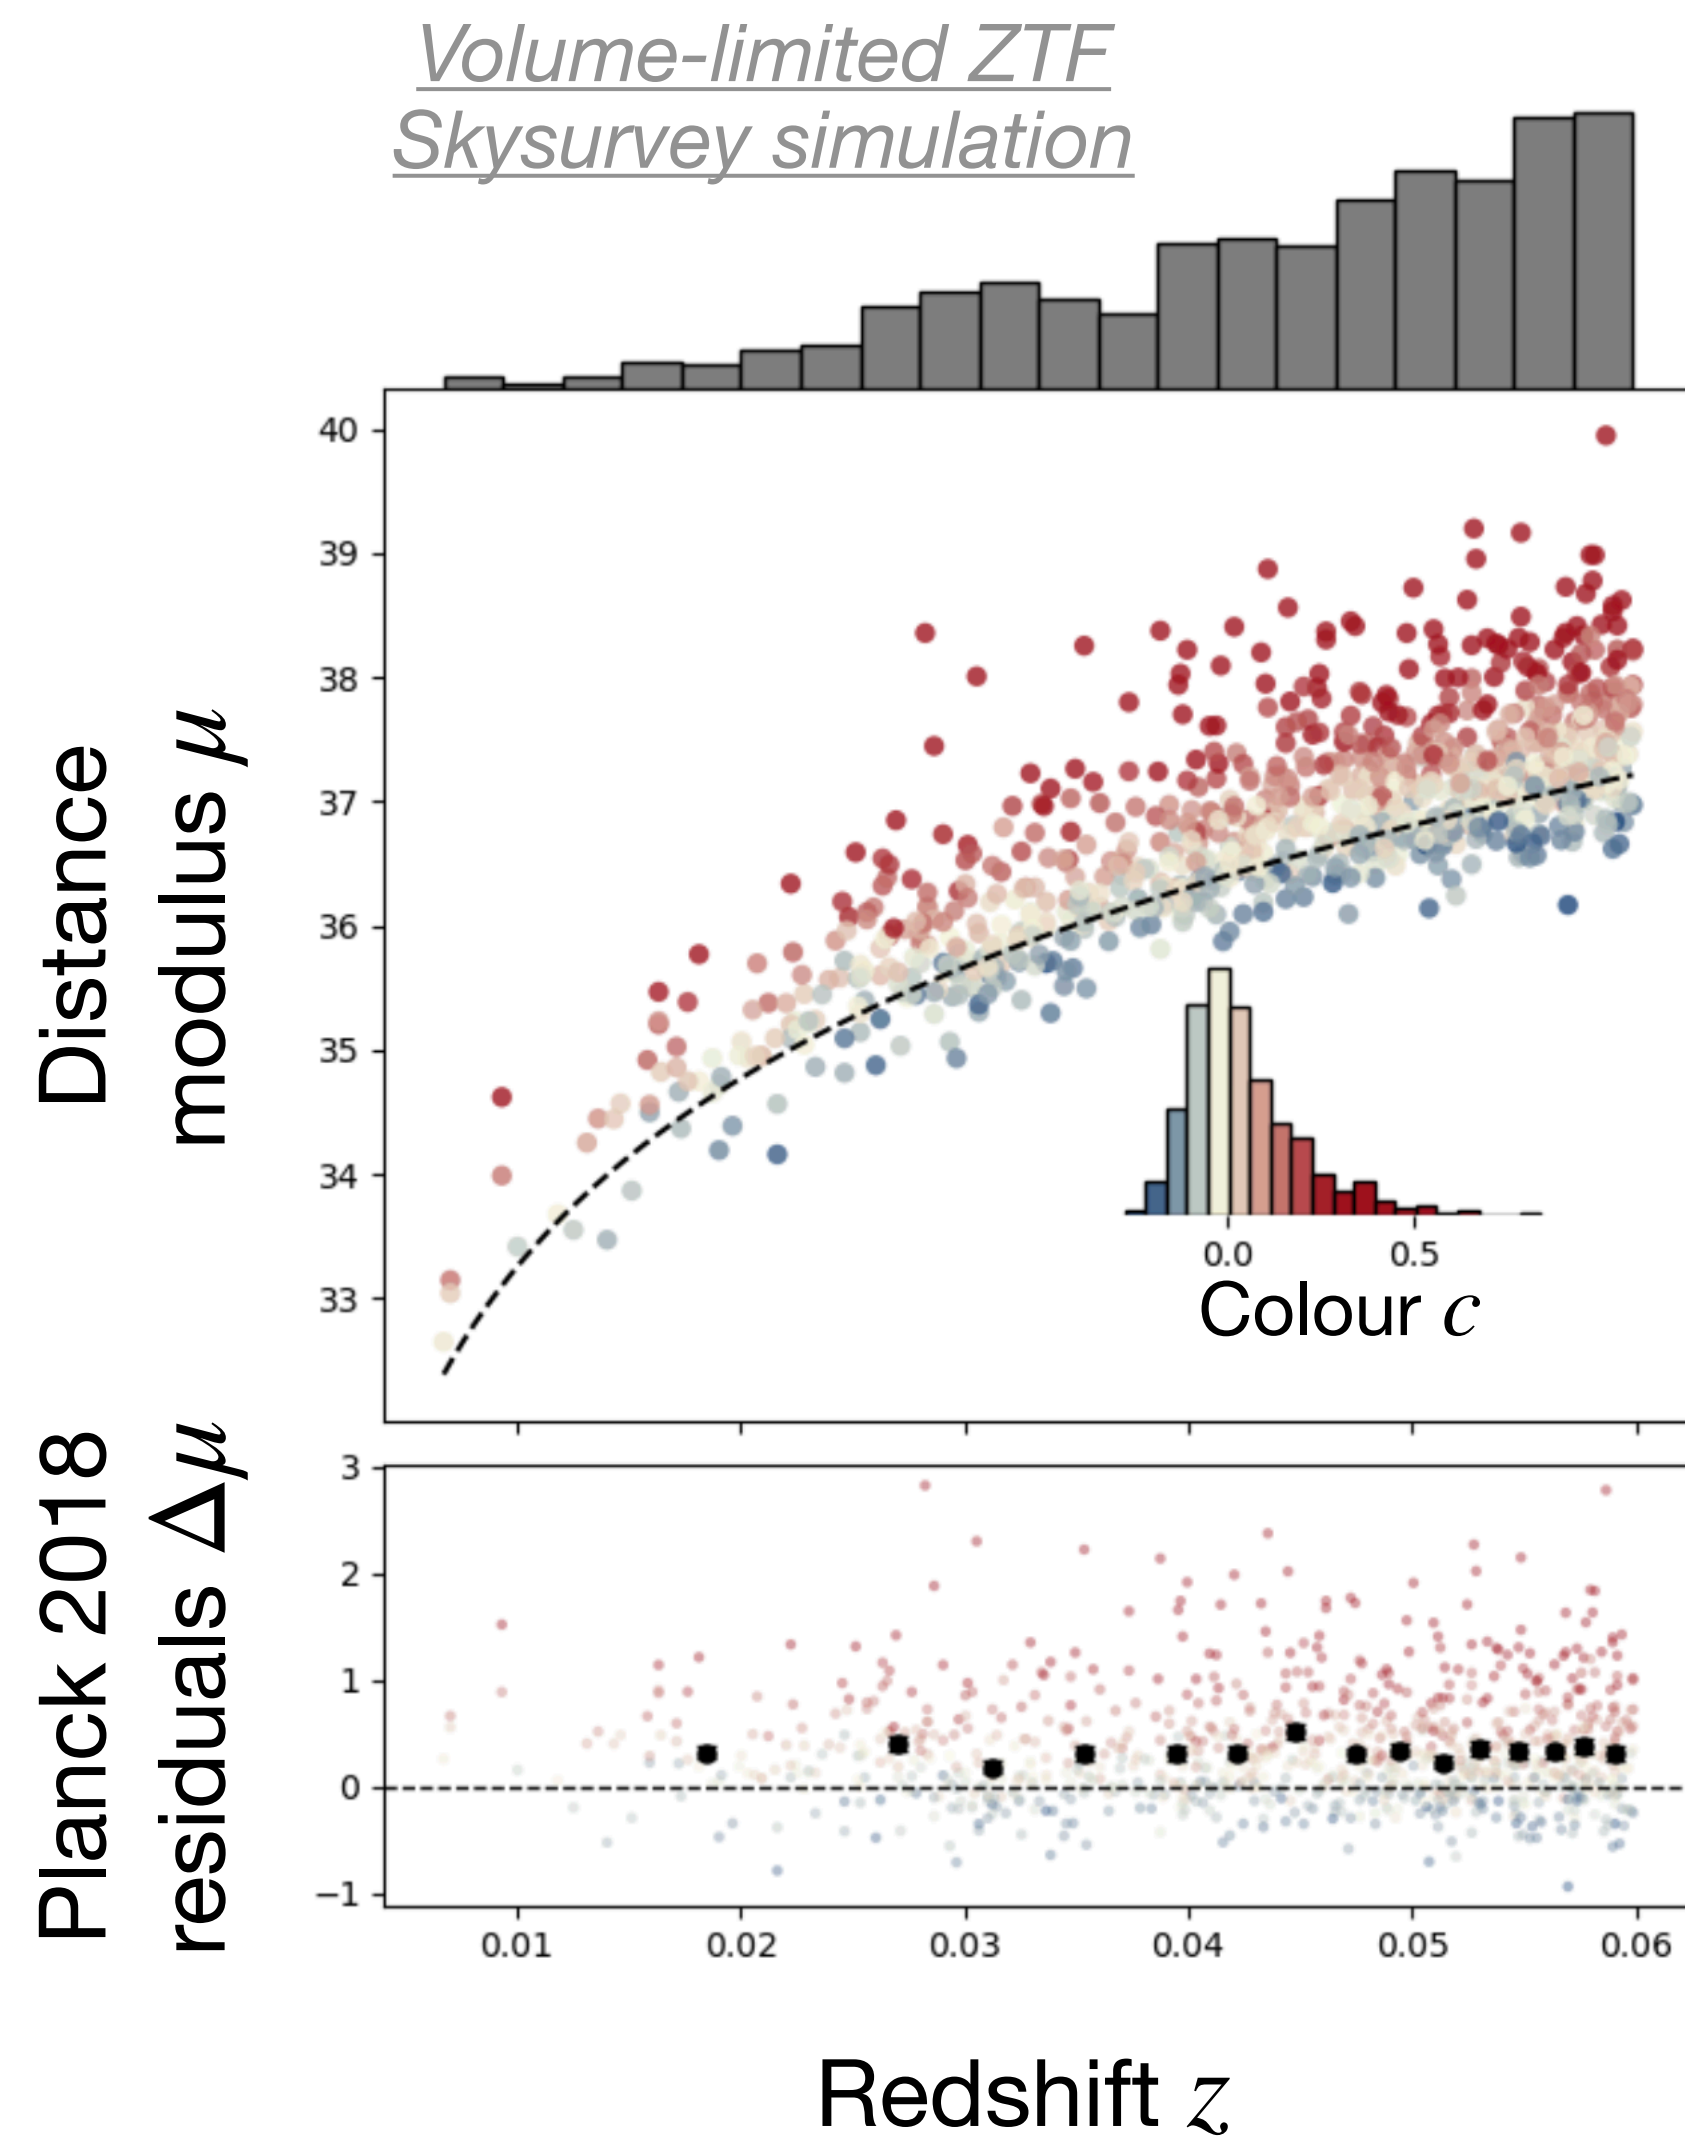 Volume-limited ZTF
Skysurvey simulation
Distance
modulus μ
40
39
38
37
36
35
34
33
0.0 0.5
Colour c
Planck 2018
residuals Δμ
3
2
1
0
−1
0.01 0.02 0.03 0.04 0.05 0.06
Redshift z